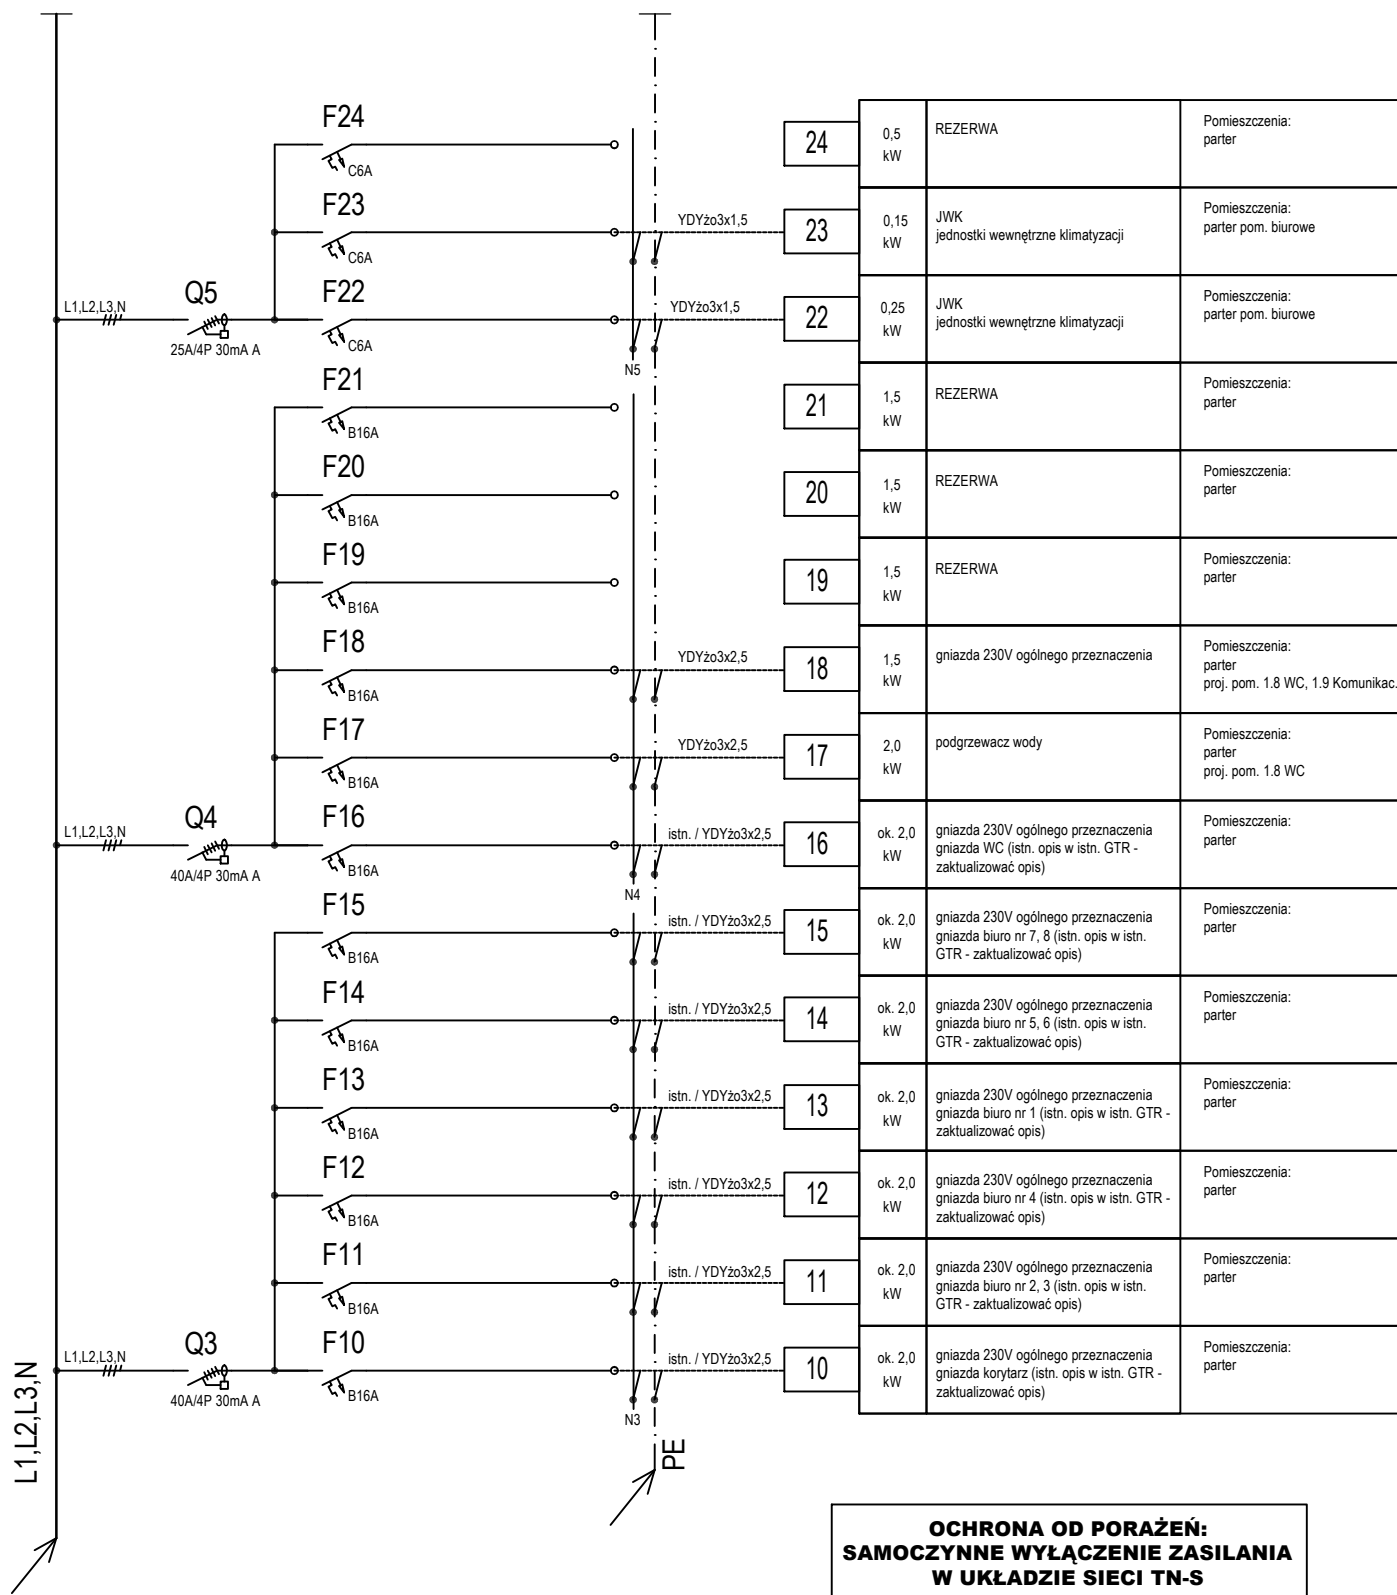 F24
C6A
24
0,5
kW
REZERWA
Pomieszczenia:
parter
F23
C6A
YDYżo3x1,5
23
0,15
kW
JWK
jednostki wewnętrzne klimatyzacji
Pomieszczenia:
parter pom. biurowe
L1,L2,L3,N
Q5
25A/4P 30mA A
F22
C6A
YDYżo3x1,5
N5
22
0,25
kW
JWK
jednostki wewnętrzne klimatyzacji
Pomieszczenia:
parter pom. biurowe
F21
B16A
21
1,5
kW
REZERWA
Pomieszczenia:
parter
F20
B16A
20
1,5
kW
REZERWA
Pomieszczenia:
parter
F19
B16A
19
1,5
kW
REZERWA
Pomieszczenia:
parter
F18
B16A
YDYżo3x2,5
18
1,5
kW
gniazda 230V ogólnego przeznaczenia
Pomieszczenia:
parter
proj. pom. 1.8 WC, 1.9 Komunikac.
F17
B16A
YDYżo3x2,5
17
2,0
kW
podgrzewacz wody
Pomieszczenia:
parter
proj. pom. 1.8 WC
L1,L2,L3,N
Q4
40A/4P 30mA A
F16
B16A
istn. / YDYżo3x2,5
N4
16
ok. 2,0
kW
gniazda 230V ogólnego przeznaczenia
gniazda WC (istn. opis w istn. GTR -
zaktualizować opis)
Pomieszczenia:
parter
F15
B16A
istn. / YDYżo3x2,5
15
ok. 2,0
kW
gniazda 230V ogólnego przeznaczenia
gniazda biuro nr 7, 8 (istn. opis w istn.
GTR - zaktualizować opis)
Pomieszczenia:
parter
F14
B16A
istn. / YDYżo3x2,5
14
ok. 2,0
kW
gniazda 230V ogólnego przeznaczenia
gniazda biuro nr 5, 6 (istn. opis w istn.
GTR - zaktualizować opis)
Pomieszczenia:
parter
F13
B16A
istn. / YDYżo3x2,5
13
ok. 2,0
kW
gniazda 230V ogólnego przeznaczenia
gniazda biuro nr 1 (istn. opis w istn. GTR -
zaktualizować opis)
Pomieszczenia:
parter
F12
B16A
istn. / YDYżo3x2,5
12
ok. 2,0
kW
gniazda 230V ogólnego przeznaczenia
gniazda biuro nr 4 (istn. opis w istn. GTR -
zaktualizować opis)
Pomieszczenia:
parter
F11
B16A
istn. / YDYżo3x2,5
11
ok. 2,0
kW
gniazda 230V ogólnego przeznaczenia
gniazda biuro nr 2, 3 (istn. opis w istn.
GTR - zaktualizować opis)
Pomieszczenia:
parter
L1,L2,L3,N
Q3
40A/4P 30mA A
F10
B16A
istn. / YDYżo3x2,5
N3
10
ok. 2,0
kW
gniazda 230V ogólnego przeznaczenia
gniazda korytarz (istn. opis w istn. GTR -
zaktualizować opis)
Pomieszczenia:
parter
L1,L2,L3,N
PE
OCHRONA OD PORAŻEŃ:
SAMOCZYNNE WYŁĄCZENIE ZASILANIA
W UKŁADZIE SIECI TN-S